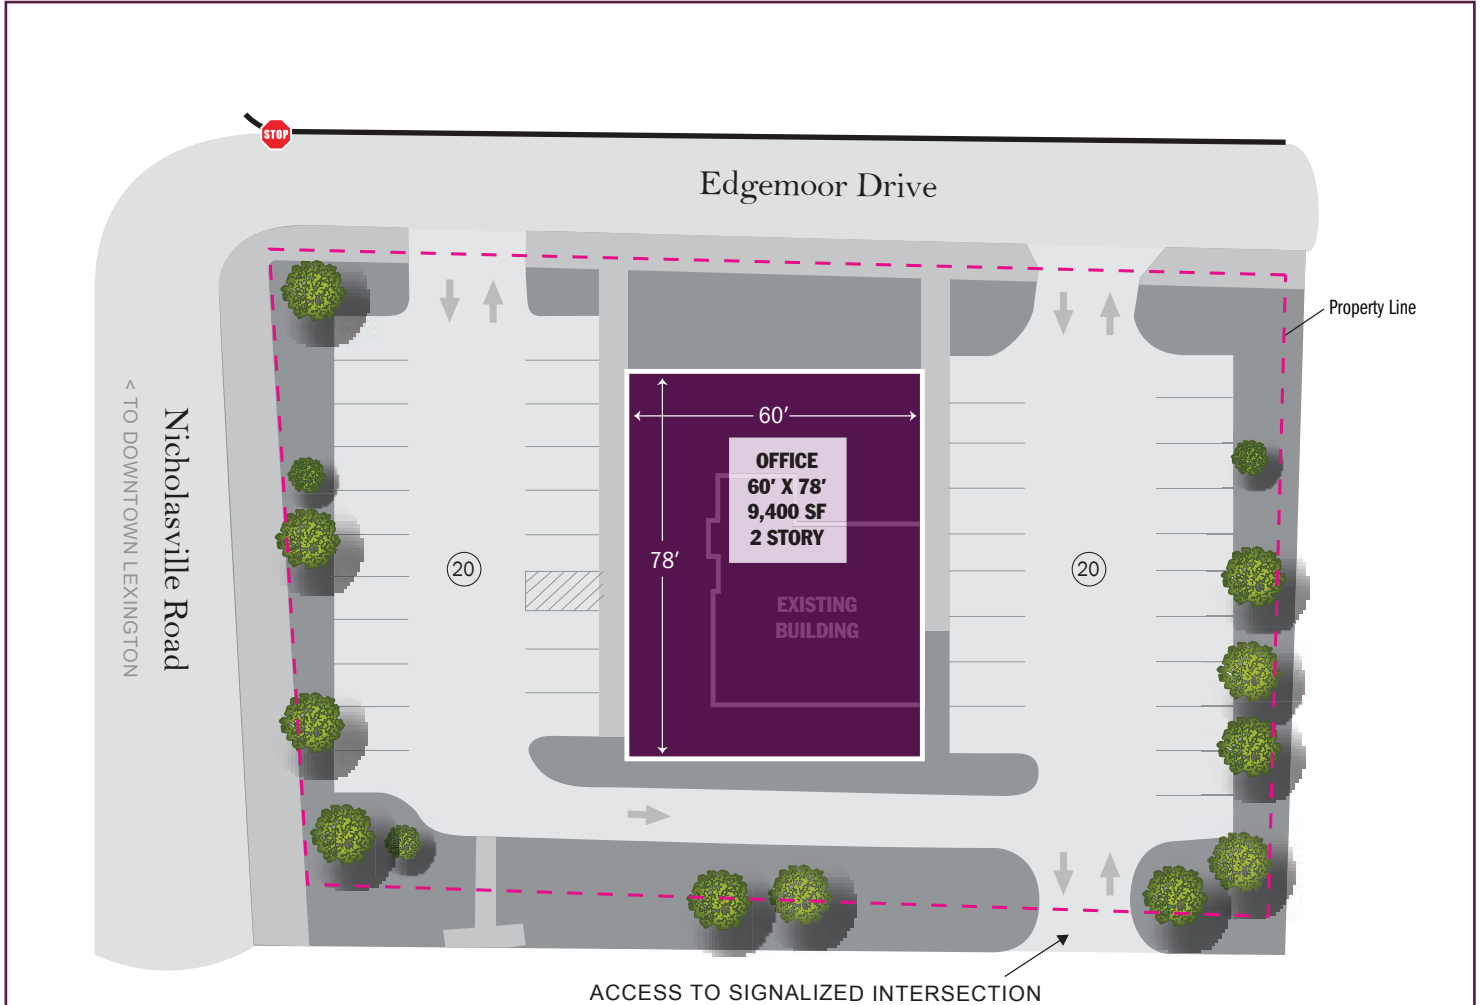 STOP
Edgemoor Drive
Property Line
Nicholasville Road
< TO DOWNTOWN LEXINGTON
60′
OFFICE
60′ X 78′
9,400 SF
2 STORY
78′
20
20
EXISTING
BUILDING
ACCESS TO SIGNALIZED INTERSECTION